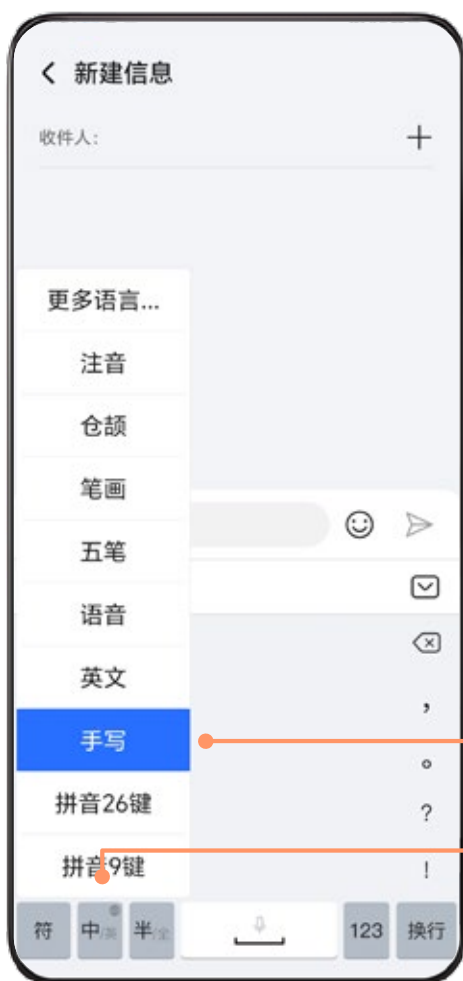 新建信息
收件人:
更多语言...
注音
仓颉
笔画
五笔
语音
英文
,
手写
。
拼音26键
?
拼音9键
!
符 中/英 半/全 123 换行